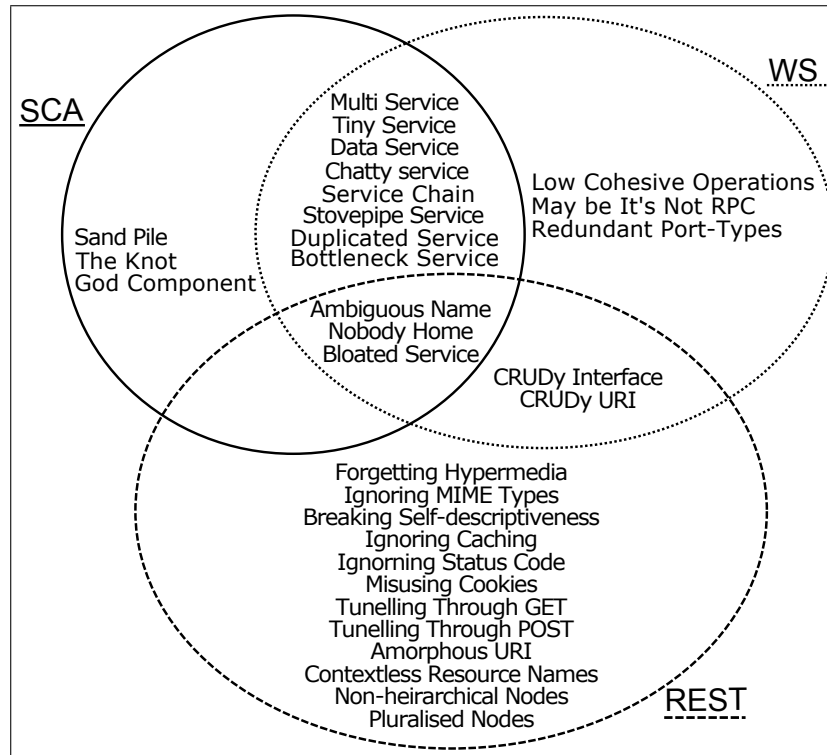 SCA
WS
Multi Service
Tiny Service
Data Service
Chatty service
Service Chain
Stovepipe Service
Duplicated Service
Bottleneck Service
Low Cohesive Operations
May be It's Not RPC
Redundant Port-Types
Sand Pile
The Knot
God Component
Ambiguous Name
Nobody Home
Bloated Service
CRUDy Interface
CRUDy URI
Forgetting Hypermedia
Ignoring MIME Types
Breaking Self-descriptiveness
Ignoring Caching
Ignorning Status Code
Misusing Cookies
Tunelling Through GET
Tunelling Through POST
Amorphous URI
Contextless Resource Names
Non-heirarchical Nodes
Pluralised Nodes
REST